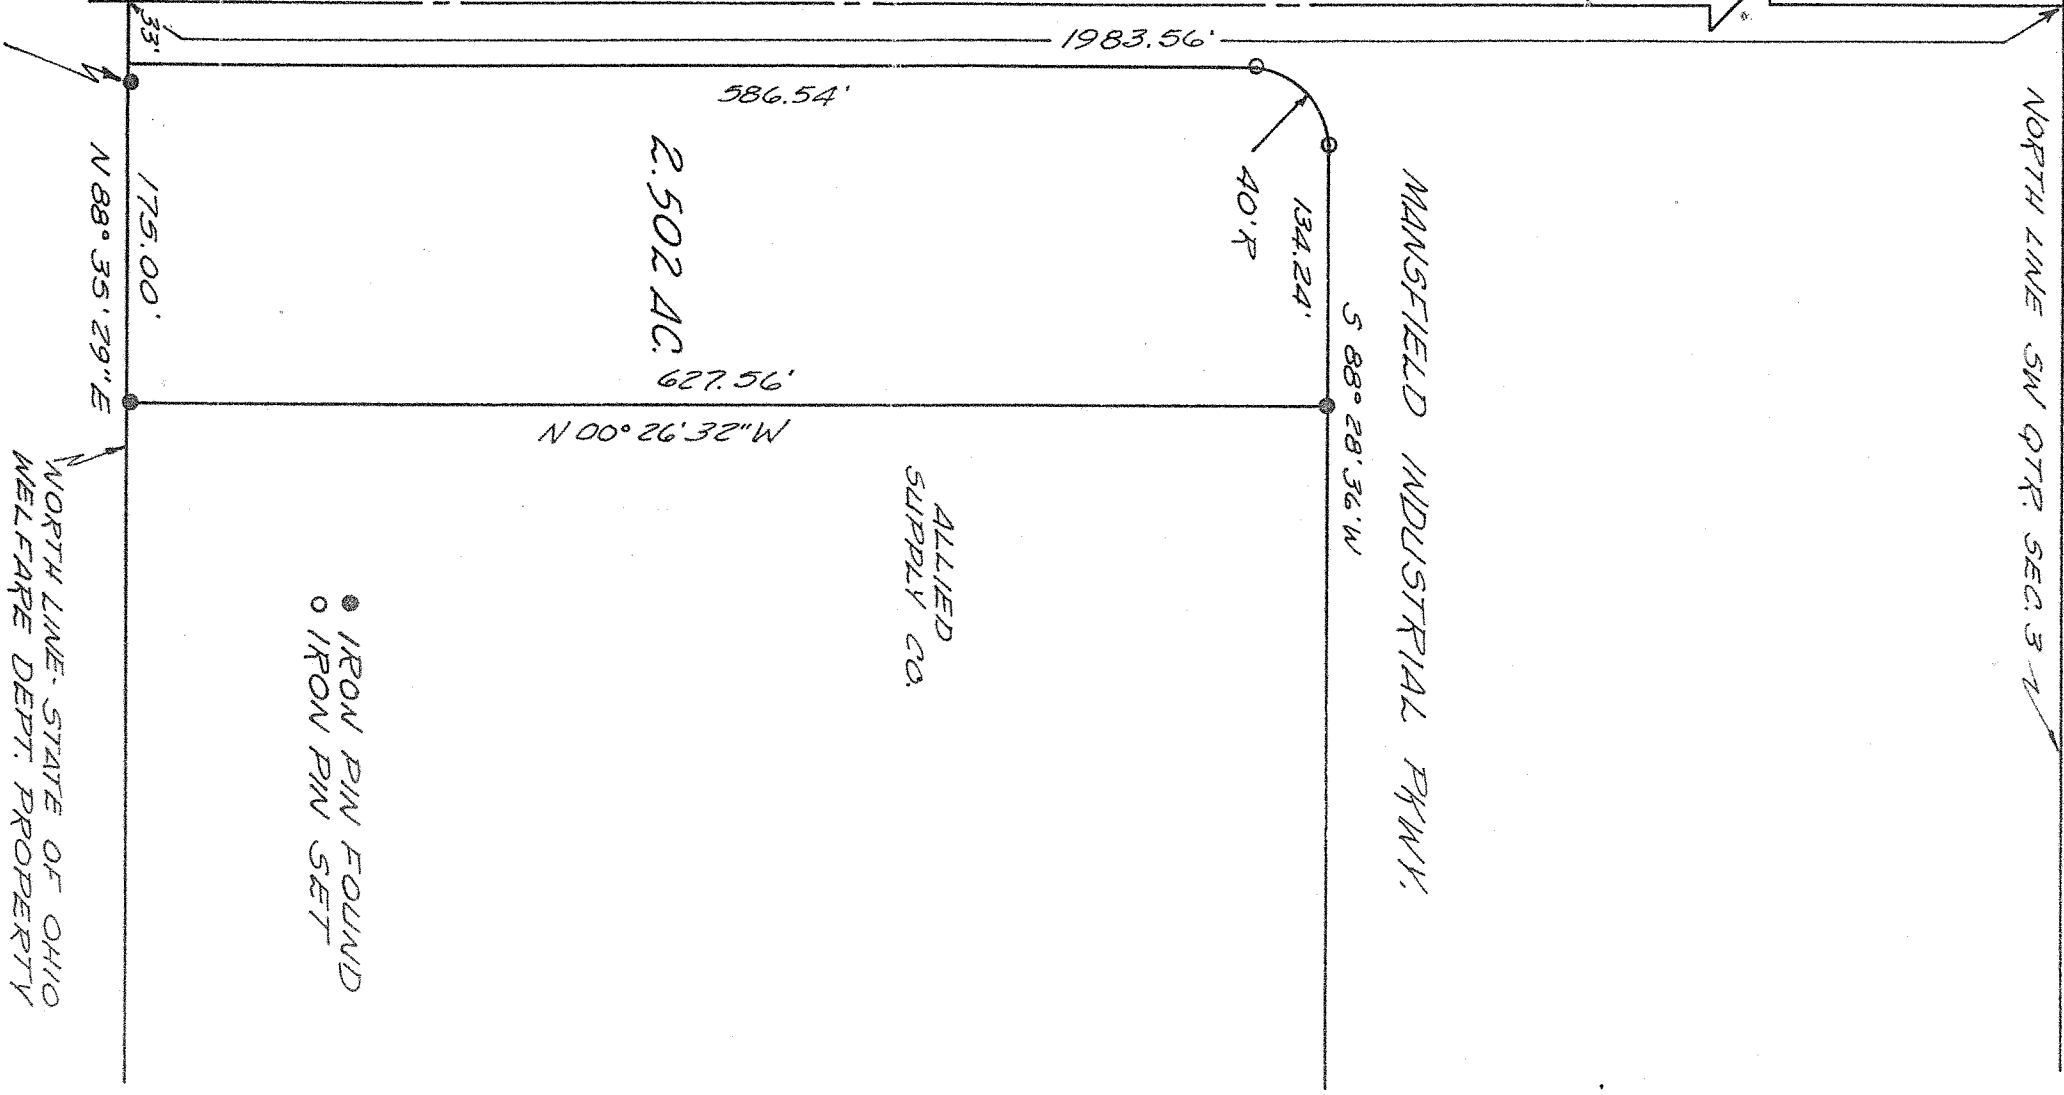 NORTH LINE SW QTR. SEC. 3
1983.56'
33'
MANSFIELD INDUSTRIAL PKWY.
S 88° 28' 36" W
134.24'
40' R
586.54'
2.502 AC.
627.56'
N 00° 26' 32" W
ALLIED
SUPPLY CO.
IRON PIN FOUND
IRON PIN SET
175.00'
N 88° 35' 29" E
NORTH LINE - STATE OF OHIO
WELFARE DEPT. PROPERTY